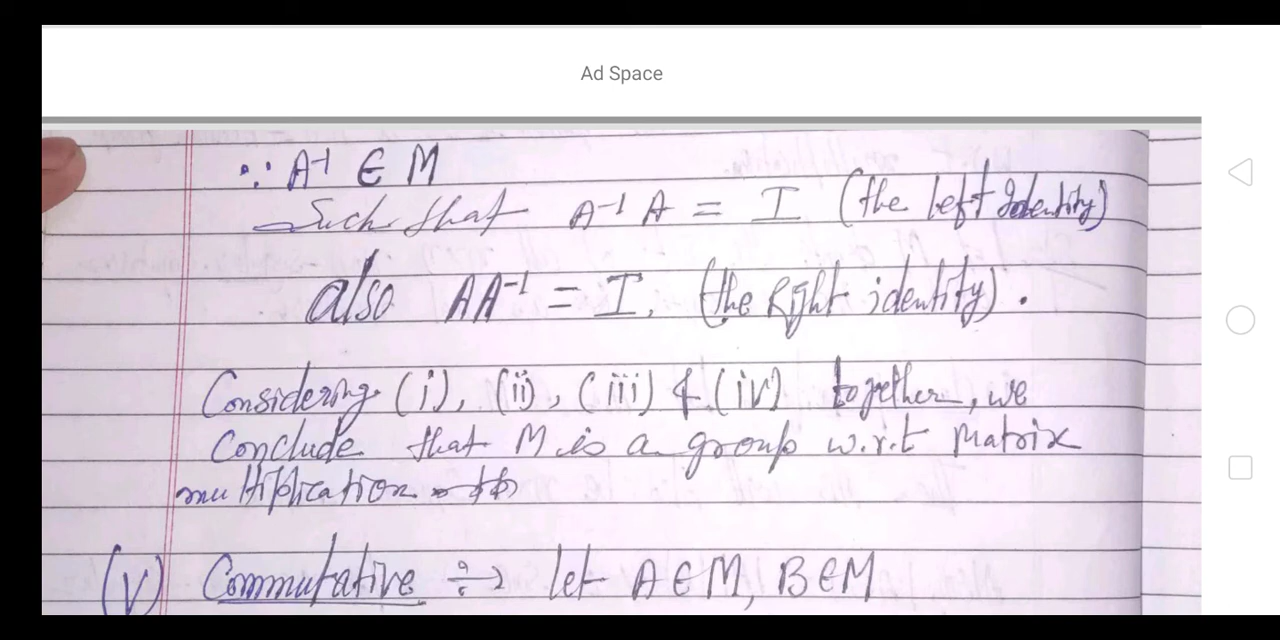 Ad Space
∵ A⁻¹ ∈ M
Such that A⁻¹A = I (the left Identity)
also AA⁻¹ = I. (the Right identity).
Considering (i), (ii), (iii) & (iv) together, we
Conclude that M is a group w.r.t Matrix
multiplication
(v) Commutative ÷→ let A∈M, B∈M